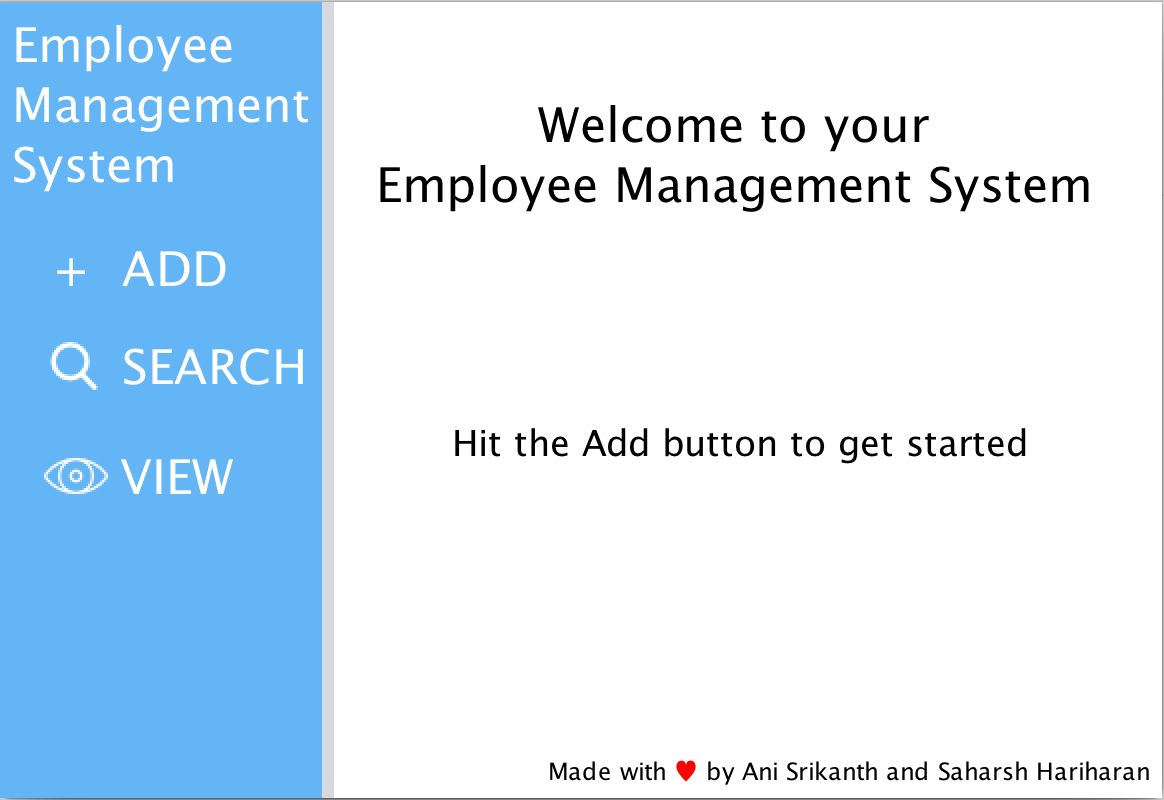 Employee
Management
System
+ ADD
SEARCH
VIEW
Welcome to your
Employee Management System
Hit the Add button to get started
Made with ♥ by Ani Srikanth and Saharsh Hariharan